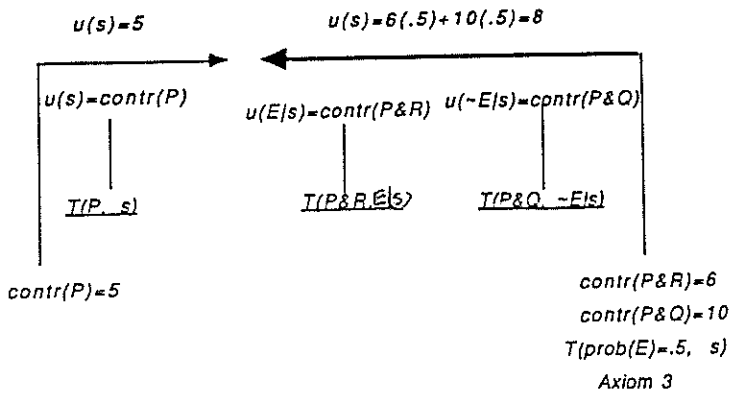 u(s)=5
u(s)=6(.5)+10(.5)=8
u(s)=contr(P)
u(E|s)=contr(P&R)
u(~E|s)=contr(P&Q)
T(P, s)
T(P&R,E|s)
T(P&Q, ~E|s)
contr(P)=5
contr(P&R)=6
contr(P&Q)=10
T(prob(E)=.5, s)
Axiom 3